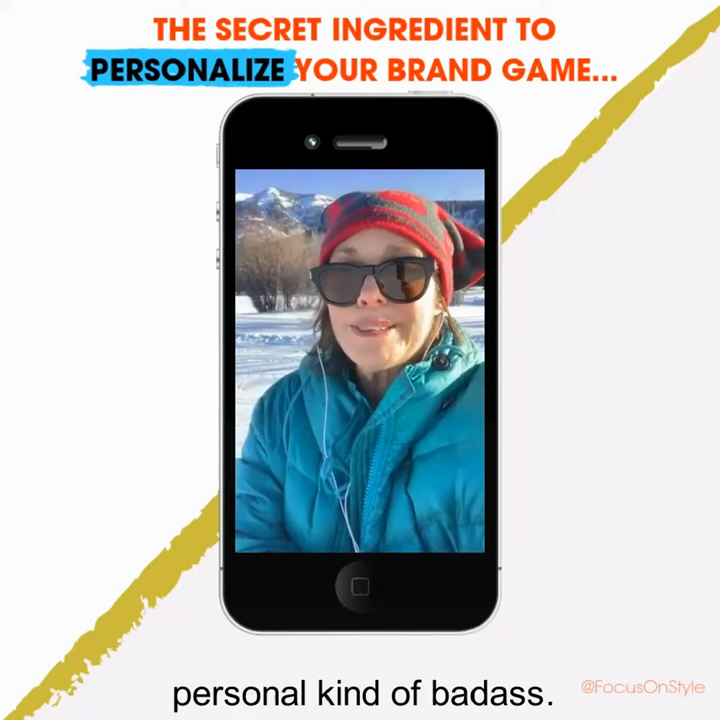 THE SECRET INGREDIENT TO
PERSONALIZE YOUR BRAND GAME...
personal kind of badass.
@FocusOnStyle